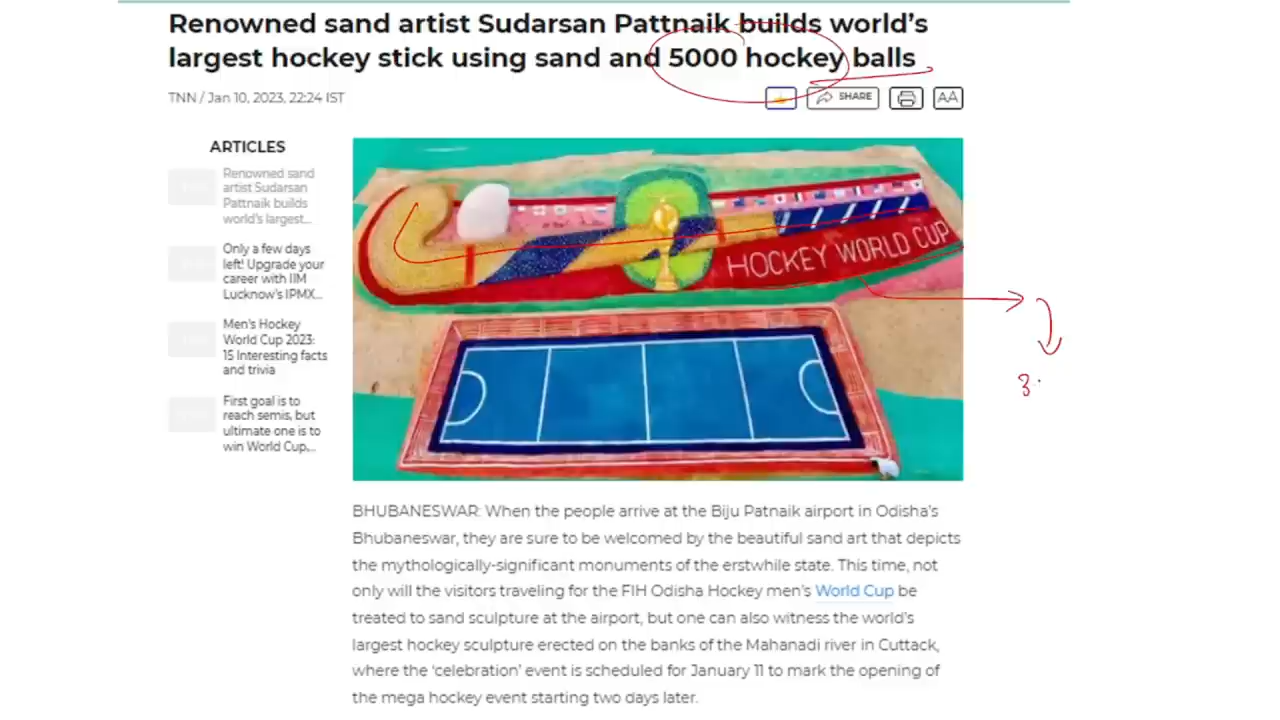 Renowned sand artist Sudarsan Pattnaik builds world's
largest hockey stick using sand and 5000 hockey balls
TNN / Jan 10, 2023, 22:24 IST
SHARE
AA
ARTICLES
Renowned sand
artist Sudarsan
Pattnaik builds
world's largest...
Only a few days
left! Upgrade your
career with IIM
Lucknow's IPMX...
Men's Hockey
World Cup 2023:
15 Interesting facts
and trivia
First goal is to
reach semis, but
ultimate one is to
win World Cup,...
HOCKEY WORLD CUP
3.
BHUBANESWAR: When the people arrive at the Biju Patnaik airport in Odisha's
Bhubaneswar, they are sure to be welcomed by the beautiful sand art that depicts
the mythologically-significant monuments of the erstwhile state. This time, not
only will the visitors traveling for the FIH Odisha Hockey men's World Cup be
treated to sand sculpture at the airport, but one can also witness the world's
largest hockey sculpture erected on the banks of the Mahanadi river in Cuttack,
where the 'celebration' event is scheduled for January 11 to mark the opening of
the mega hockey event starting two days later.